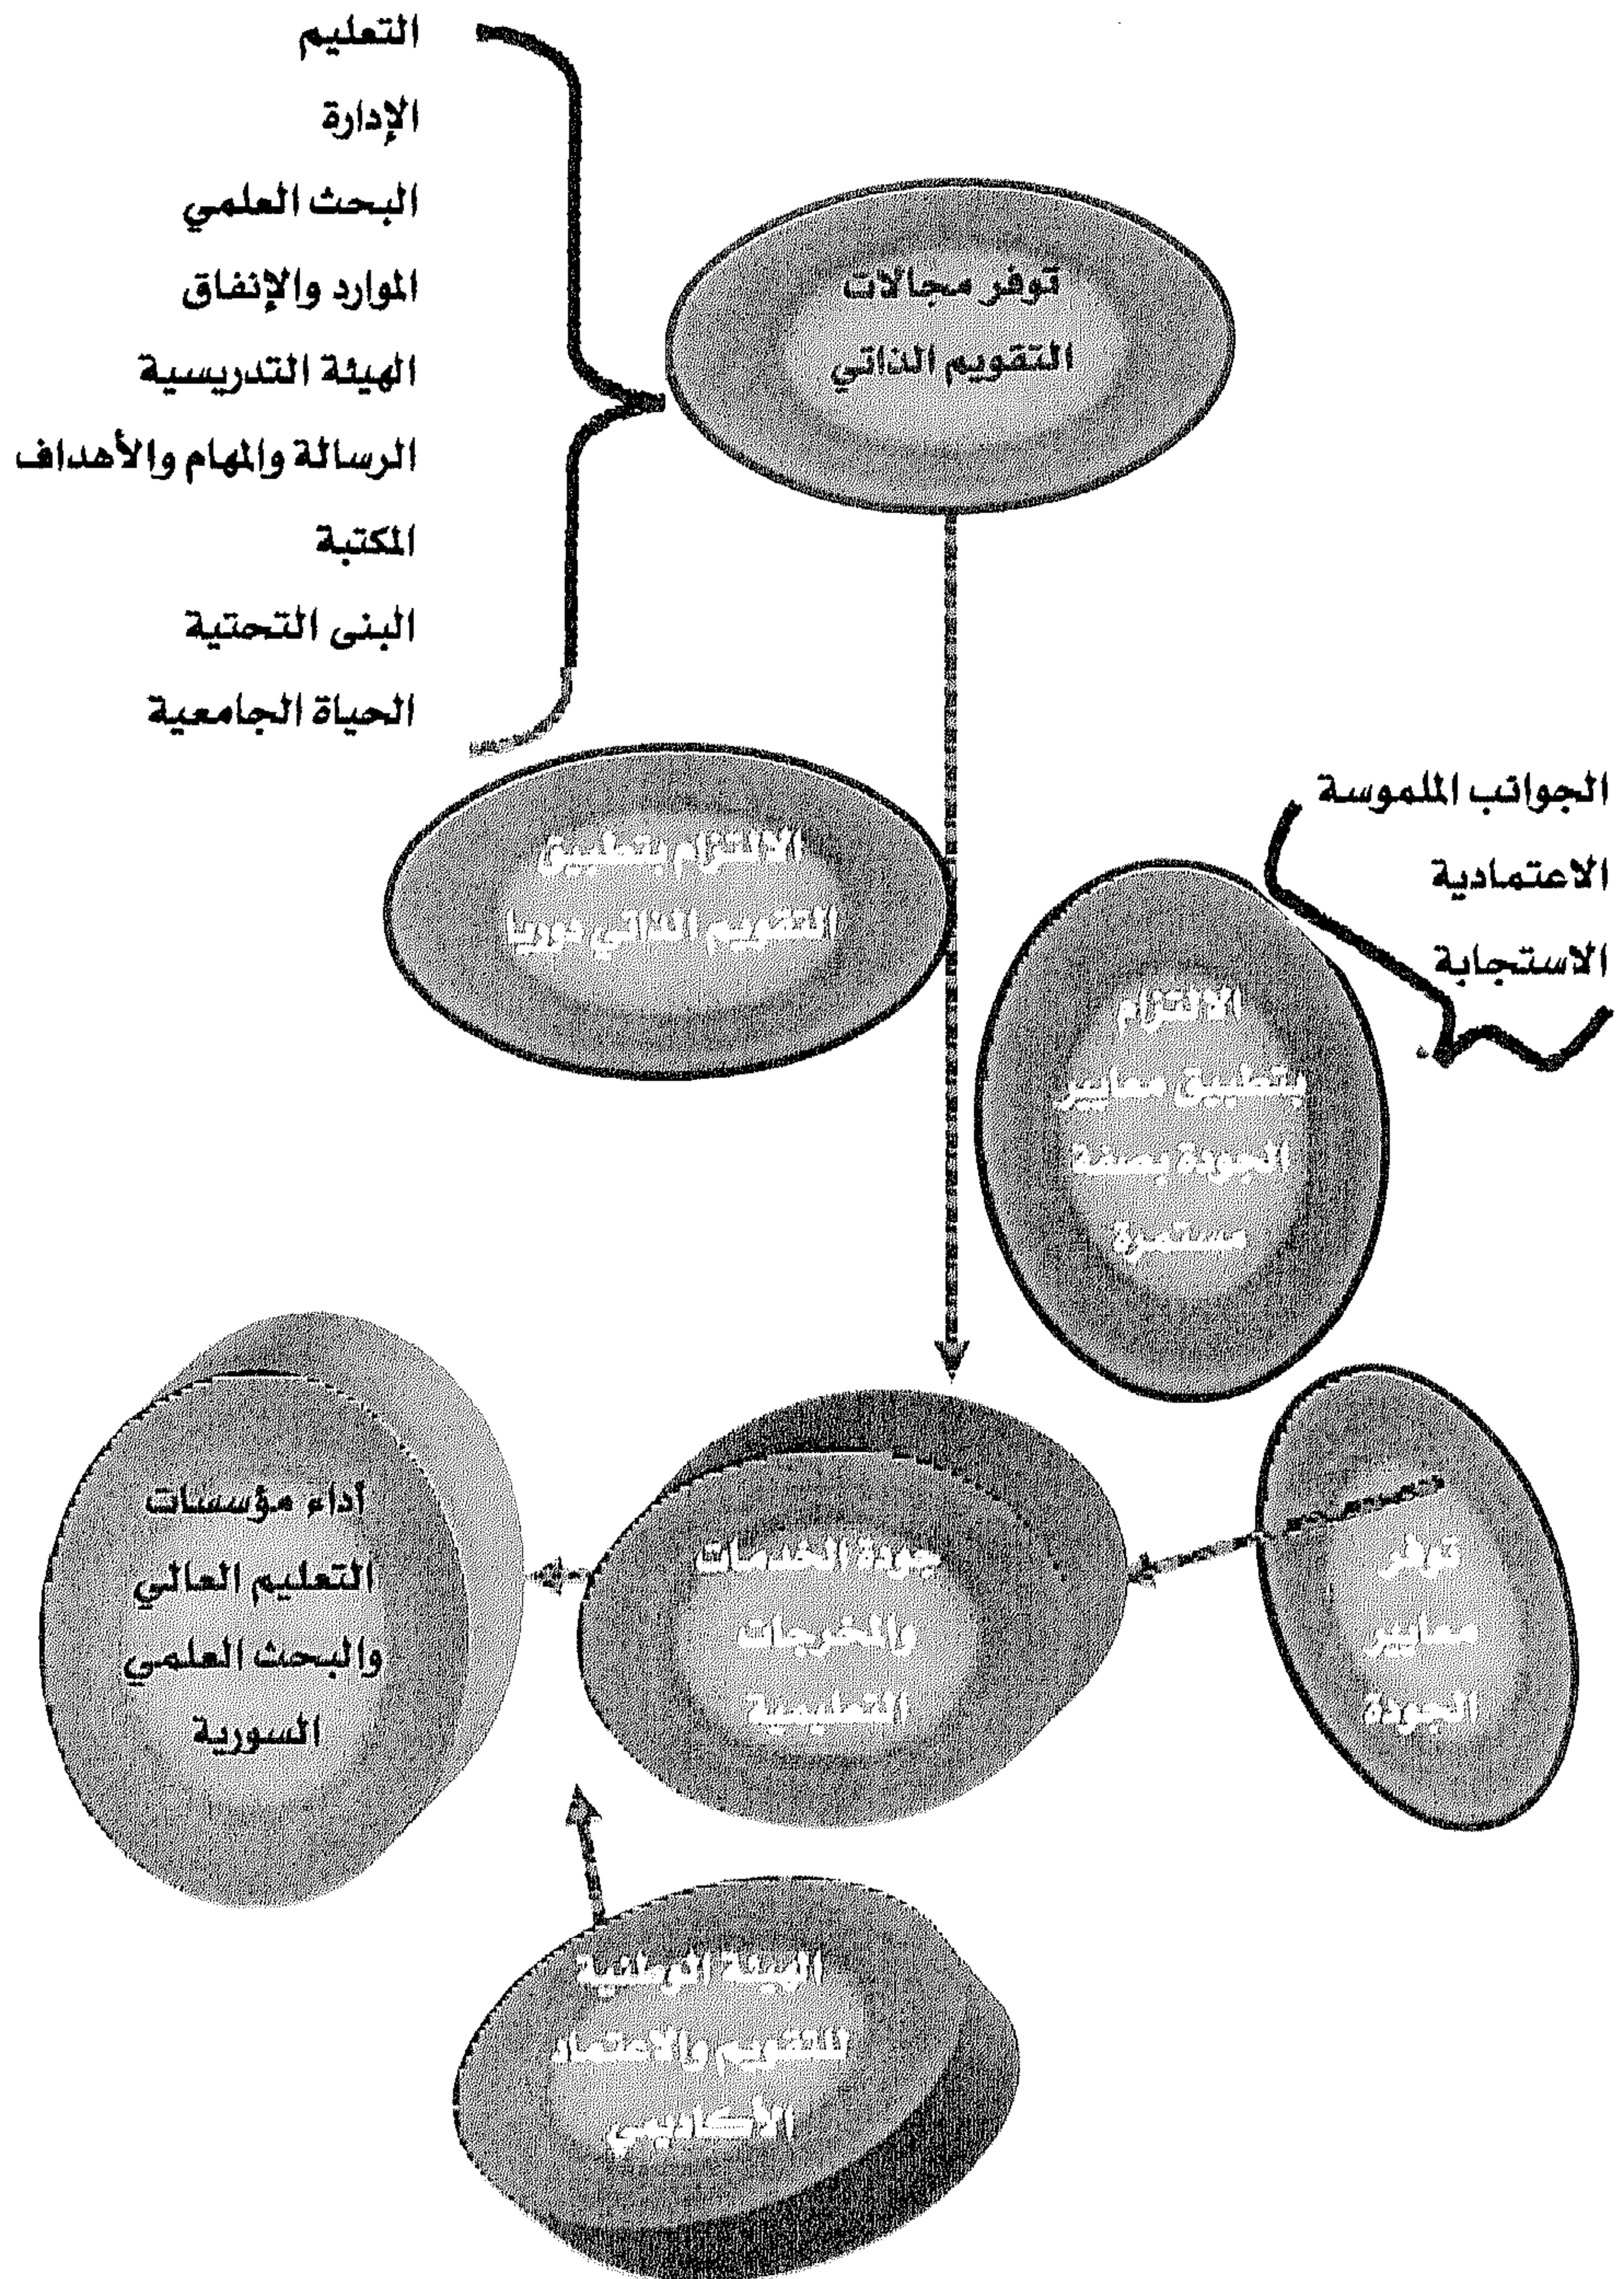 التعليم
الإدارة
البحث العلمي
الموارد والإنفاق
الهيئة التدريسية
الرسالة والمهام والأهداف
المكتبة
البنى التحتية
الحياة الجامعية
توفر مجالات
التقويم الذاتي
الالتزام بتطبيق
التقويم الذاتي دوريا
الجوانب الملموسة
الاعتمادية
الاستجابة
الالتزام
بتطبيق معايير
الجودة بصفة
مستمرة
توفر
معايير
الجودة
جودة الخدمات
والمخرجات
التعليمية
أداء مؤسسات
التعليم العالي
والبحث العلمي
السورية
الهيئة الوطنية
للتقويم والاعتماد
الأكاديمي